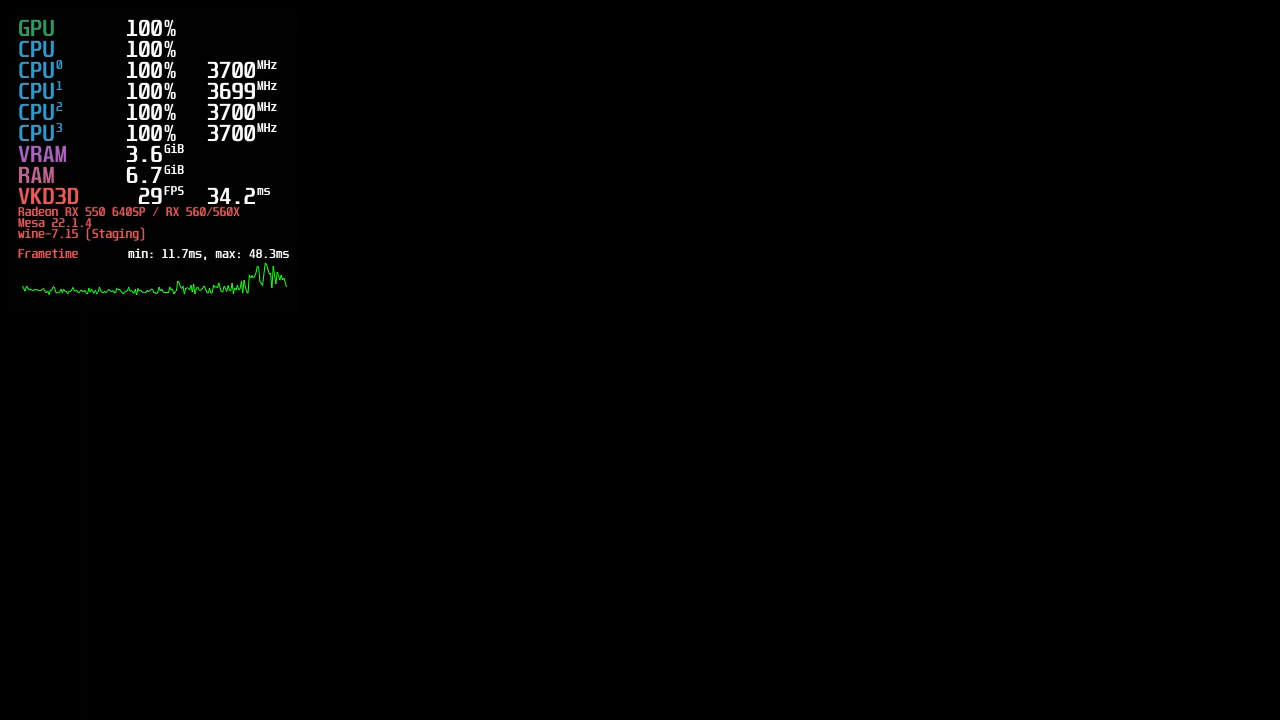 GPU 100%
CPU 100%
CPU0 100% 3700MHz
CPU1 100% 3699MHz
CPU2 100% 3700MHz
CPU3 100% 3700MHz
VRAM 3.6GiB
RAM 6.7GiB
VKD3D 29FPS 34.2ms
Radeon RX 550 640SP / RX 560/560X
Mesa 22.1.4
wine-7.15 (Staging)
Frametime min: 11.7ms, max: 48.3ms